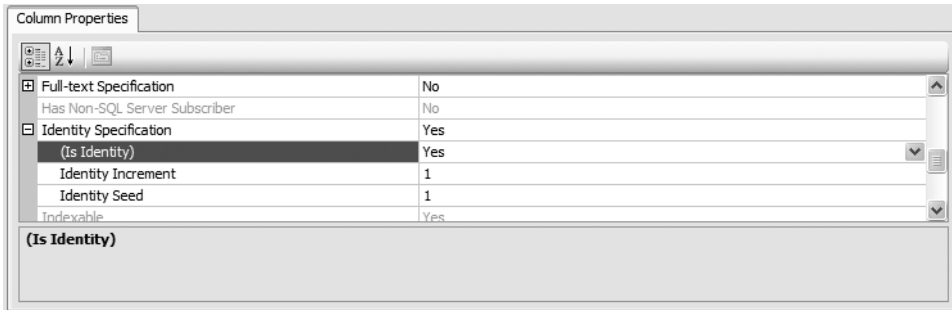 Column Properties
A Z
Full-text Specification No
Has Non-SQL Server Subscriber No
Identity Specification Yes
(Is Identity) Yes
Identity Increment 1
Identity Seed 1
Indexable Yes
(Is Identity)